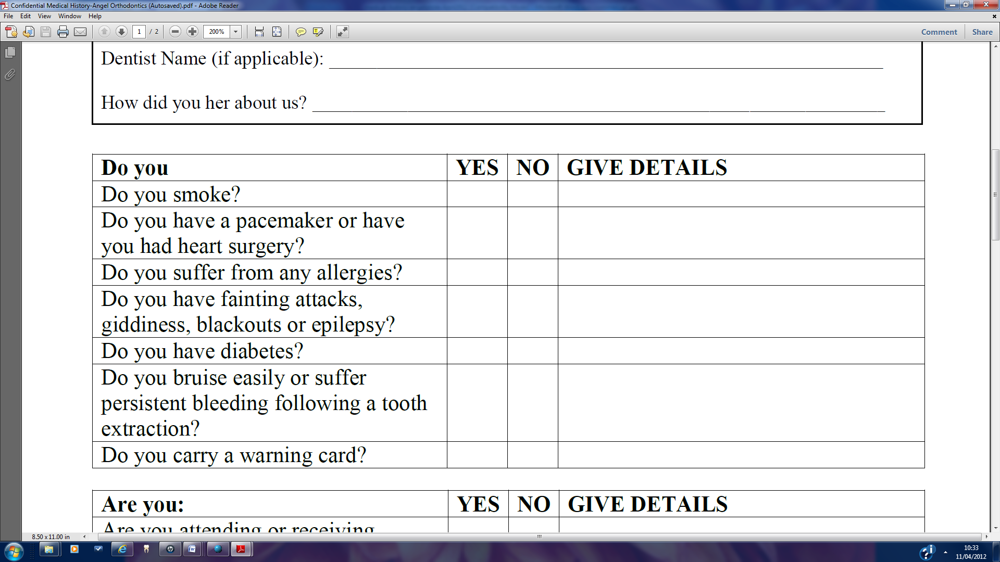 Confidential Medical History-Angel Orthodontics (Autosaved).pdf - Adobe Reader
File Edit View Window Help
1 / 2 200% Comment Share
Dentist Name (if applicable): ____________________
How did you her about us? ____________________
Do you YES NO GIVE DETAILS
Do you smoke?
Do you have a pacemaker or have
you had heart surgery?
Do you suffer from any allergies?
Do you have fainting attacks,
giddiness, blackouts or epilepsy?
Do you have diabetes?
Do you bruise easily or suffer
persistent bleeding following a tooth
extraction?
Do you carry a warning card?
Are you: YES NO GIVE DETAILS
Are you attending or receiving
8.50 x 11.00 in
10:33
11/04/2012